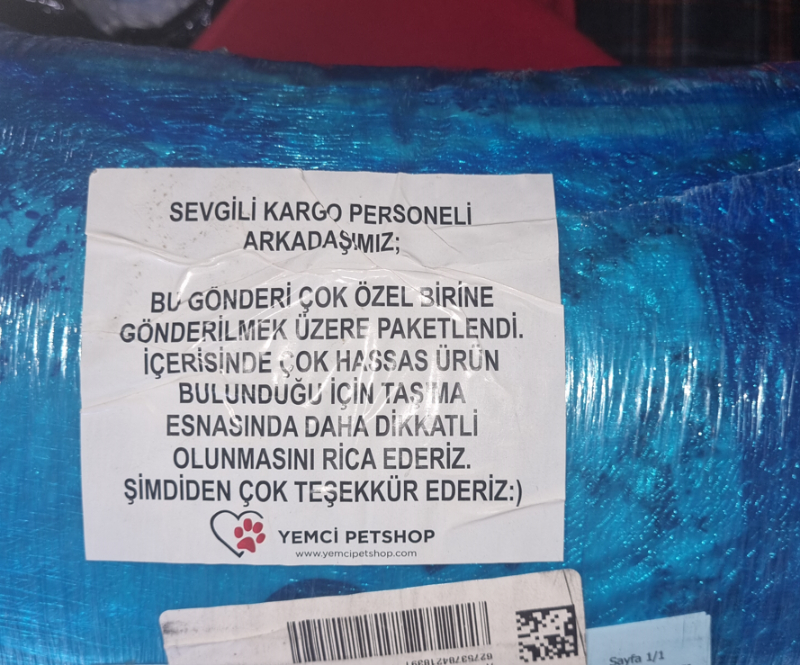 SEVGİLİ KARGO PERSONELİ
ARKADAŞIMIZ;
BU GÖNDERİ ÇOK ÖZEL BİRİNE
GÖNDERİLMEK ÜZERE PAKETLENDİ.
İÇERİSİNDE ÇOK HASSAS ÜRÜN
BULUNDUĞU İÇİN TAŞIMA
ESNASINDA DAHA DİKKATLİ
OLUNMASINI RİCA EDERİZ.
ŞİMDİDEN ÇOK TEŞEKKÜR EDERİZ:)
YEMCİ PETSHOP
www.yemcipetshop.com
Sayfa 1/1